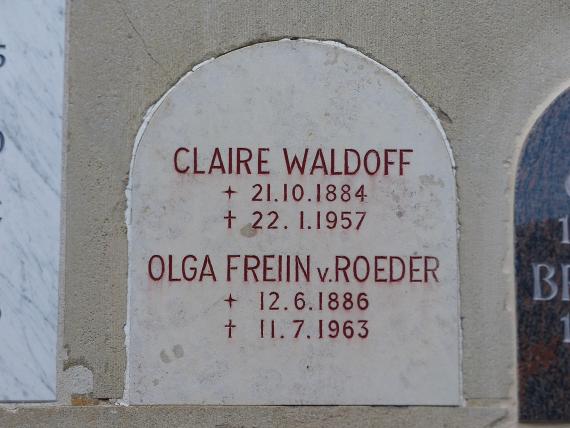 CLAIRE WALDOFF
✦ 21.10.1884
† 22. 1.1957
OLGA FREIIN v. ROEDER
✦ 12.6.1886
† 11.7.1963